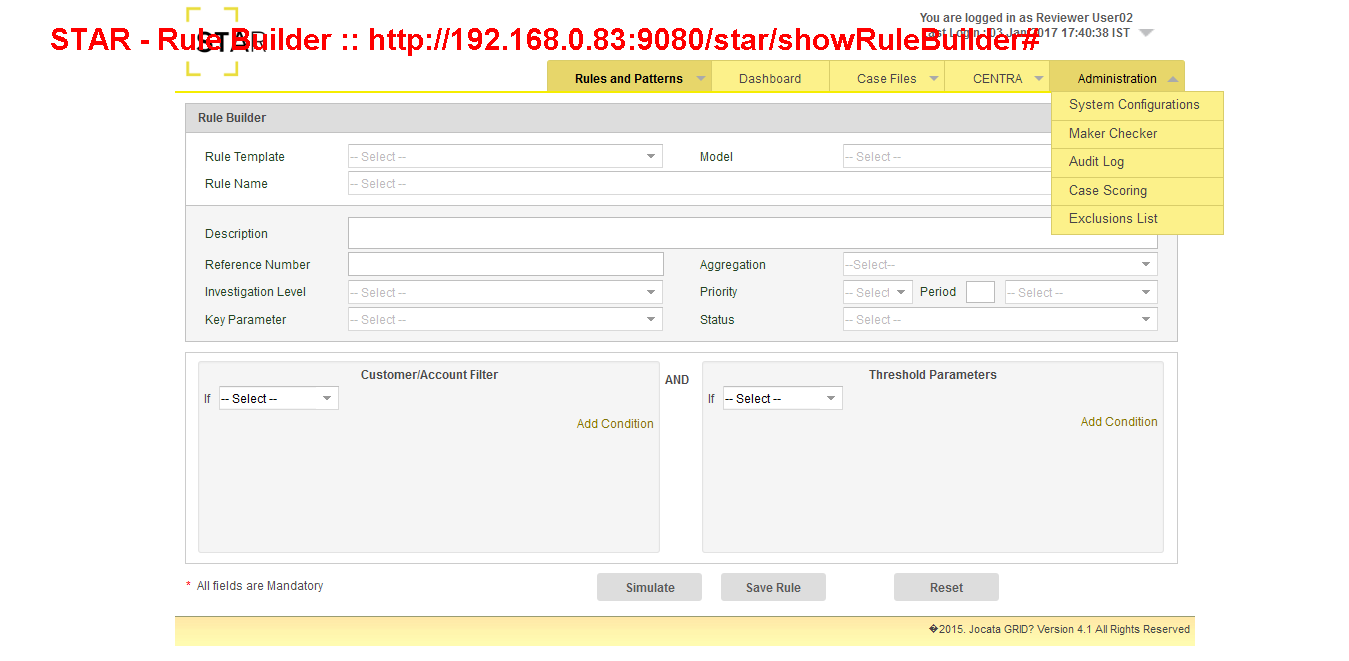 You are logged in as Reviewer User02
STAR
STAR - Rule Builder :: http://192.168.0.83:9080/star/showRuleBuilder#
Last Login : 03 Jan 2017 17:40:38 IST
Rules and Patterns Dashboard Case Files CENTRA Administration
System Configurations
Maker Checker
Audit Log
Case Scoring
Exclusions List
Rule Builder
Rule Template -- Select -- Model -- Select --
Rule Name -- Select --
Description
Reference Number Aggregation --Select--
Investigation Level -- Select -- Priority -- Select Period -- Select --
Key Parameter -- Select -- Status -- Select --
Customer/Account Filter AND Threshold Parameters
If -- Select -- If -- Select --
Add Condition Add Condition
* All fields are Mandatory Simulate Save Rule Reset
�2015. Jocata GRID? Version 4.1 All Rights Reserved